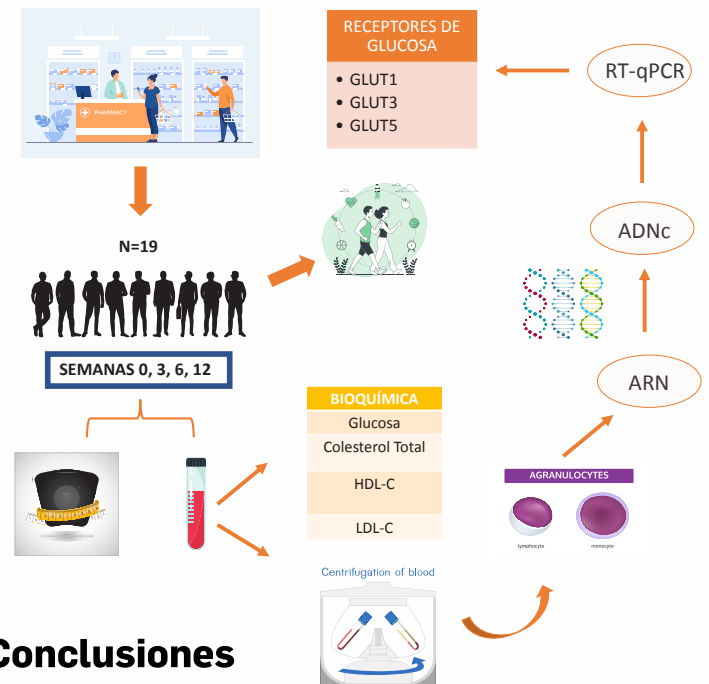 PHARMACY
RECEPTORES DE
GLUCOSA
• GLUT1
• GLUT3
• GLUT5
RT-qPCR
ADNc
ARN
N=19
SEMANAS 0, 3, 6, 12
BIOQUÍMICA
Glucosa
Colesterol Total
HDL-C
LDL-C
AGRANULOCYTES
lymphocyte
monocyte
Centrifugation of blood
Conclusiones